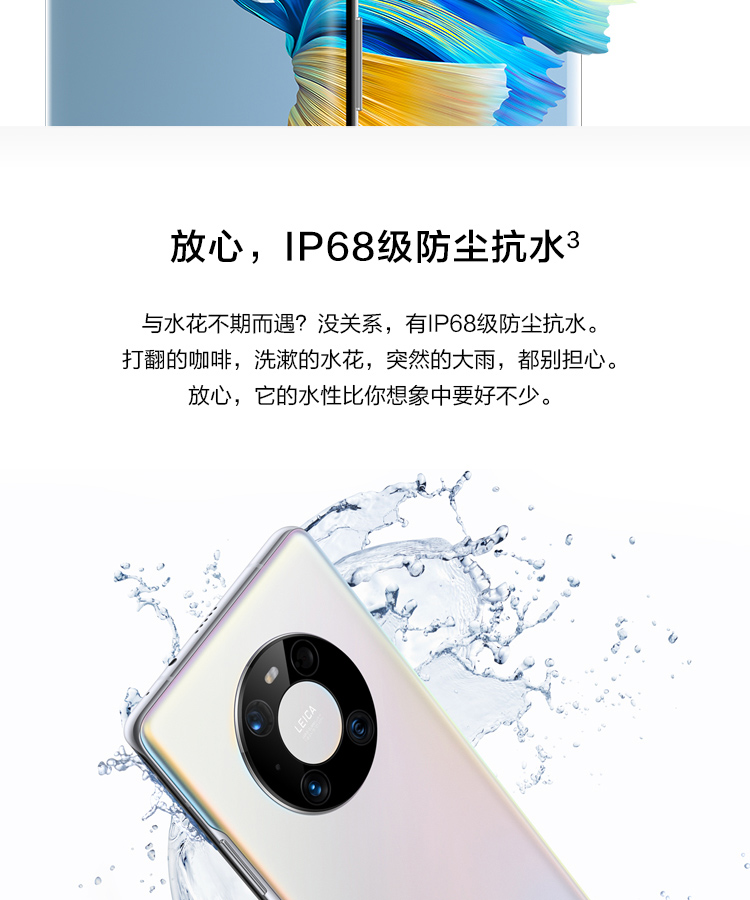 放心，IP68级防尘抗水3
与水花不期而遇？没关系，有IP68级防尘抗水。
打翻的咖啡，洗漱的水花，突然的大雨，都别担心。
放心，它的水性比你想象中要好不少。
LEICA